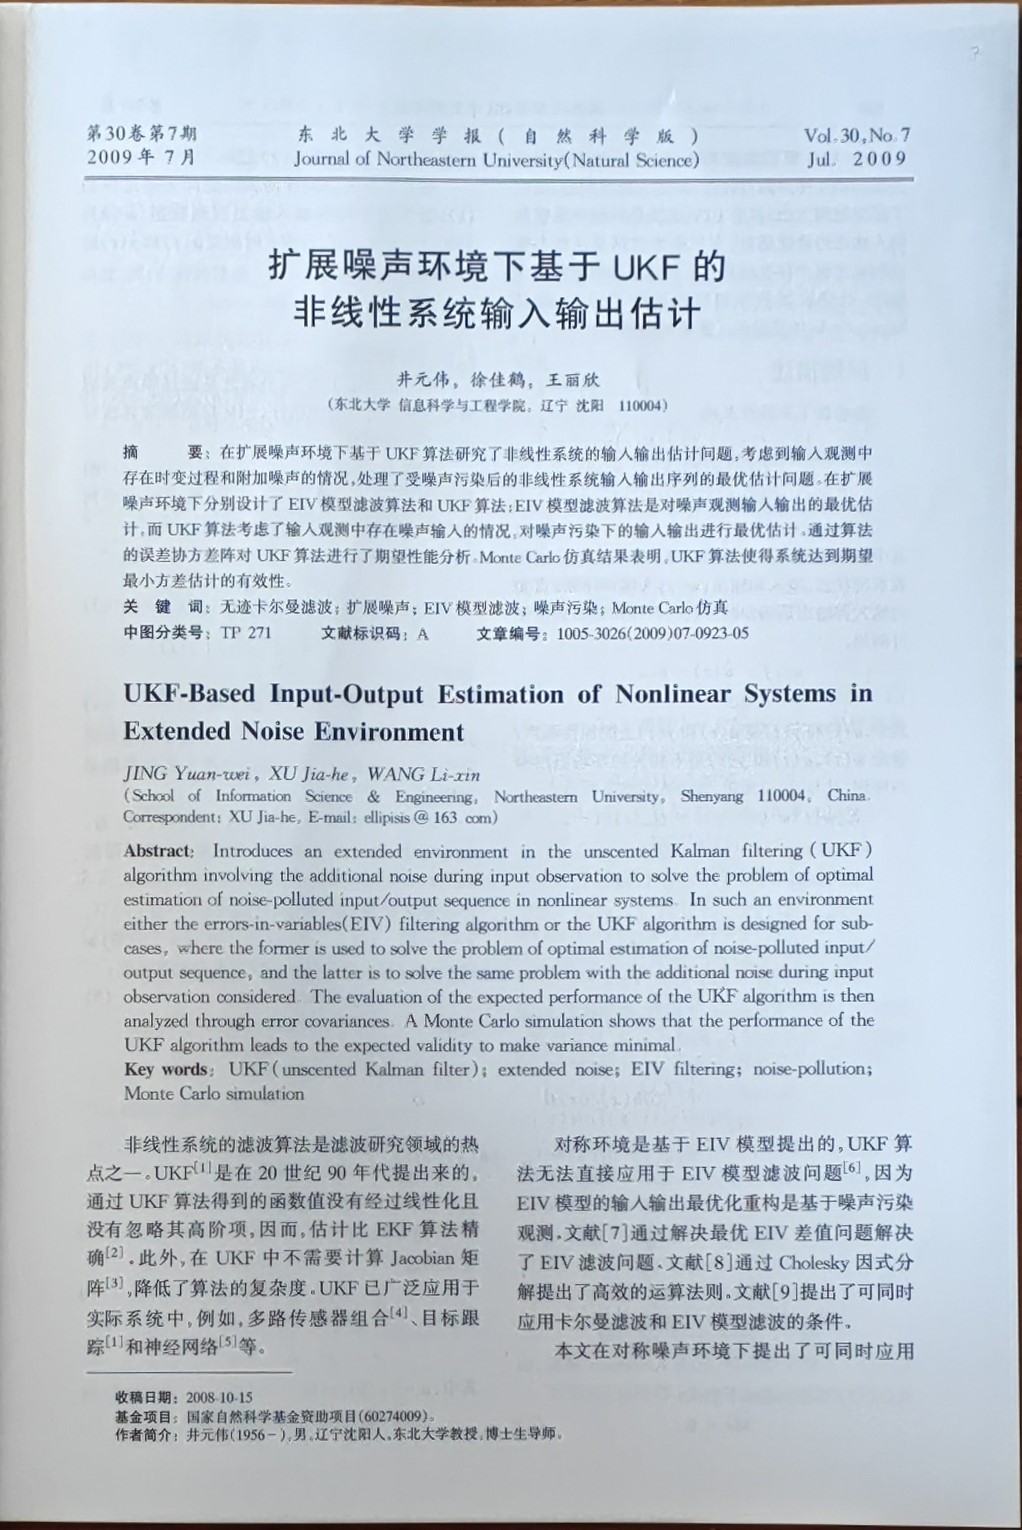 第30卷第7期
2009年7月
东北大学学报(自然科学版)
Journal of Northeastern University(Natural Science)
Vol.30,No.7
Jul. 2009
扩展噪声环境下基于UKF的
非线性系统输入输出估计
井元伟,徐佳鹤,王丽欣
(东北大学 信息科学与工程学院,辽宁 沈阳 110004)
摘 要:在扩展噪声环境下基于UKF算法研究了非线性系统的输入输出估计问题,考虑到输入观测中
存在时变过程和附加噪声的情况,处理了受噪声污染后的非线性系统输入输出序列的最优估计问题.在扩展
噪声环境下分别设计了EIV模型滤波算法和UKF算法;EIV模型滤波算法是对噪声观测输入输出的最优估
计,而UKF算法考虑了输入观测中存在噪声输入的情况,对噪声污染下的输入输出进行最优估计.通过算法
的误差协方差阵对UKF算法进行了期望性能分析.Monte Carlo仿真结果表明,UKF算法使得系统达到期望
最小方差估计的有效性。
关 键 词:无迹卡尔曼滤波;扩展噪声;EIV模型滤波;噪声污染;Monte Carlo仿真
中图分类号:TP 271 文献标识码:A 文章编号:1005-3026(2009)07-0923-05
UKF-Based Input-Output Estimation of Nonlinear Systems in
Extended Noise Environment
JING Yuan-wei, XU Jia-he, WANG Li-xin
(School of Information Science & Engineering, Northeastern University, Shenyang 110004, China.
Correspondent: XU Jia-he, E-mail: ellipisis@163 com)
Abstract: Introduces an extended environment in the unscented Kalman filtering (UKF)
algorithm involving the additional noise during input observation to solve the problem of optimal
estimation of noise-polluted input/output sequence in nonlinear systems. In such an environment
either the errors-in-variables(EIV) filtering algorithm or the UKF algorithm is designed for sub-
cases, where the former is used to solve the problem of optimal estimation of noise-polluted input/
output sequence, and the latter is to solve the same problem with the additional noise during input
observation considered. The evaluation of the expected performance of the UKF algorithm is then
analyzed through error covariances. A Monte Carlo simulation shows that the performance of the
UKF algorithm leads to the expected validity to make variance minimal.
Key words: UKF(unscented Kalman filter); extended noise; EIV filtering; noise-pollution;
Monte Carlo simulation
非线性系统的滤波算法是滤波研究领域的热
点之一.UKF[1]是在20世纪90年代提出来的,
通过UKF算法得到的函数值没有经过线性化且
没有忽略其高阶项,因而,估计比EKF算法精
确[2].此外,在UKF中不需要计算Jacobian矩
阵[3],降低了算法的复杂度.UKF已广泛应用于
实际系统中,例如,多路传感器组合[4]、目标跟
踪[1]和神经网络[5]等。
对称环境是基于EIV模型提出的,UKF算
法无法直接应用于EIV模型滤波问题[6],因为
EIV模型的输入输出最优化重构是基于噪声污染
观测.文献[7]通过解决最优EIV差值问题解决
了EIV滤波问题.文献[8]通过Cholesky因式分
解提出了高效的运算法则.文献[9]提出了可同时
应用卡尔曼滤波和EIV模型滤波的条件。
本文在对称噪声环境下提出了可同时应用
收稿日期:2008-10-15
基金项目:国家自然科学基金资助项目(60274009)。
作者简介:井元伟(1956-),男,辽宁沈阳人,东北大学教授,博士生导师。